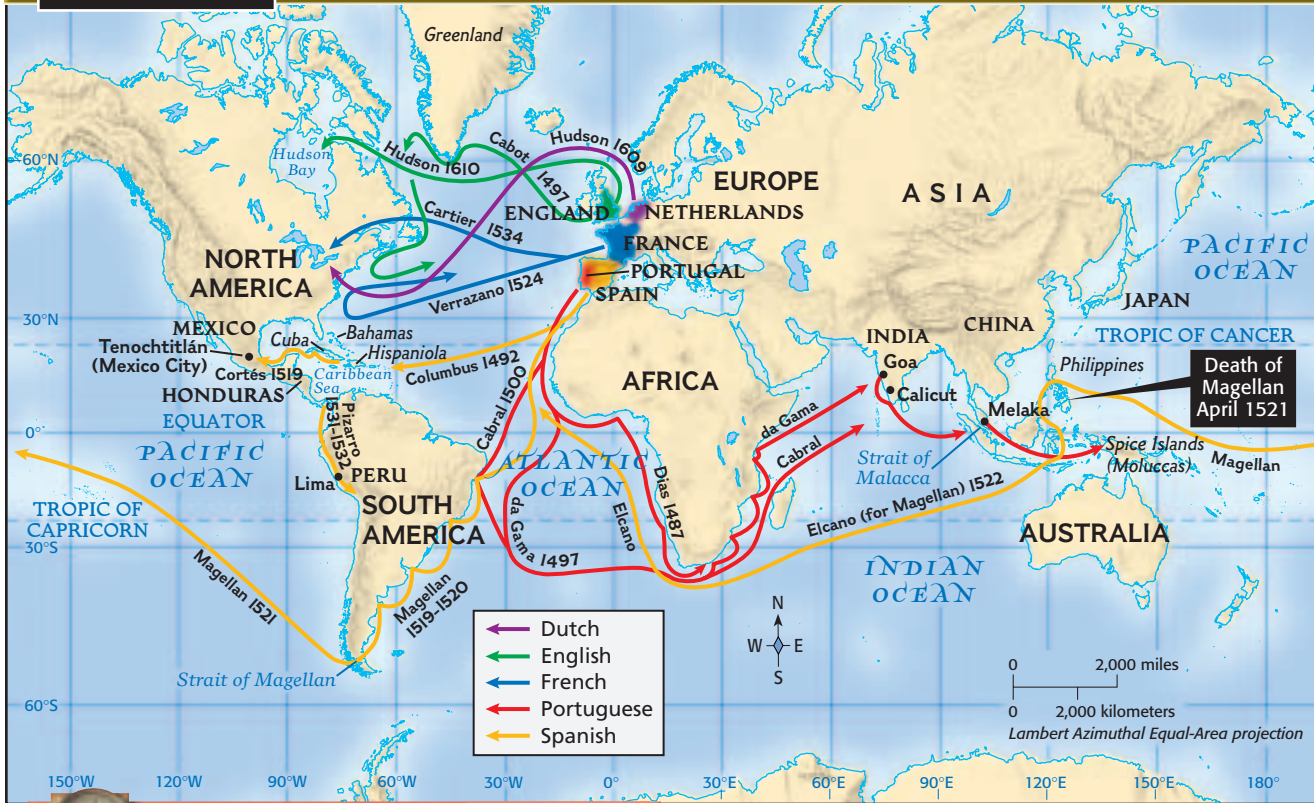 Greenland
60°N
Hudson
Bay
Hudson 1610
Cabot
1497
Hudson 1609
EUROPE
ASIA
ENGLAND
NETHERLANDS
Cartier
1534
FRANCE
NORTH
AMERICA
PORTUGAL
SPAIN
Verrazano 1524
PACIFIC
OCEAN
JAPAN
30°N
MEXICO
Tenochtitlán
(Mexico City)
Cuba
Bahamas
Hispaniola
Cortés 1519
Caribbean
Sea
Columbus 1492
HONDURAS
INDIA
Goa
Calicut
CHINA
TROPIC OF CANCER
Philippines
Death of
Magellan
April 1521
AFRICA
EQUATOR
0°
Pizarro
1531–1532
Cabral 1500
da Gama
Cabral
Melaka
Strait of
Malacca
Spice Islands
(Moluccas)
Magellan
PACIFIC
OCEAN
Lima
PERU
ATLANTIC
OCEAN
SOUTH
AMERICA
TROPIC OF
CAPRICORN
da Gama 1497
Elcano
Dias 1487
Elcano (for Magellan) 1522
AUSTRALIA
30°S
Magellan 1521
Magellan
1519–1520
INDIAN
OCEAN
Strait of Magellan
Dutch
English
French
Portuguese
Spanish
N
W E
S
0 2,000 miles
0 2,000 kilometers
Lambert Azimuthal Equal-Area projection
60°S
150°W 120°W 90°W 60°W 30°W 0° 30°E 60°E 90°E 120°E 150°E 180°